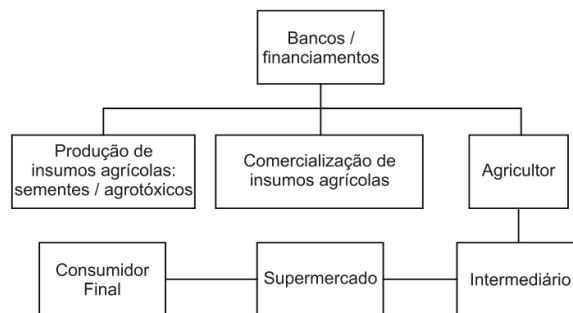 Bancos /
financiamentos
Produção de
insumos agrícolas:
sementes / agrotóxicos
Comercialização de
insumos agrícolas
Agricultor
Consumidor
Final
Supermercado
Intermediário